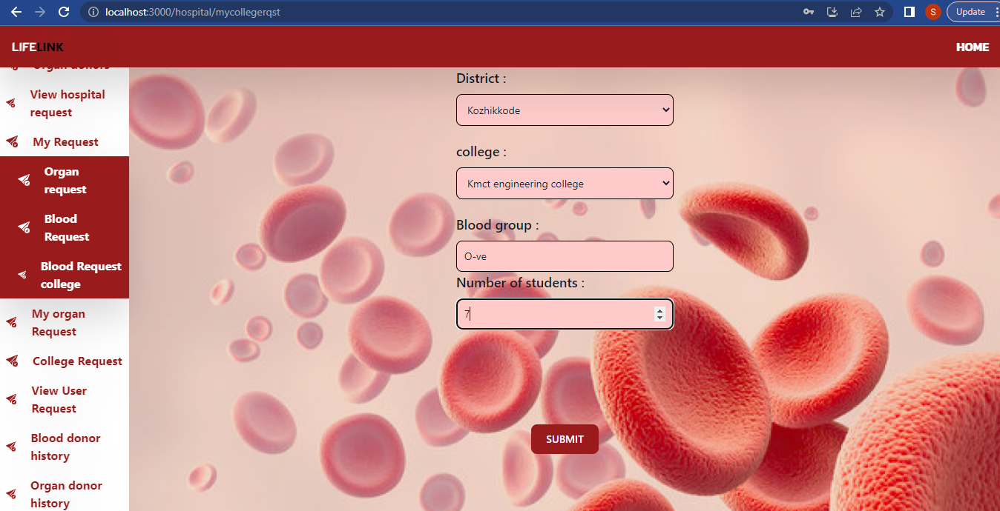 localhost:3000/hospital/mycollegerqst
S
Update
LIFELINK
HOME
Organ donors
View hospital
request
My Request
Organ
request
Blood
Request
Blood Request
college
My organ
Request
College Request
View User
Request
Blood donor
history
Organ donor
history
District :
Kozhikkode
college :
Kmct engineering college
Blood group :
O-ve
Number of students :
7
SUBMIT